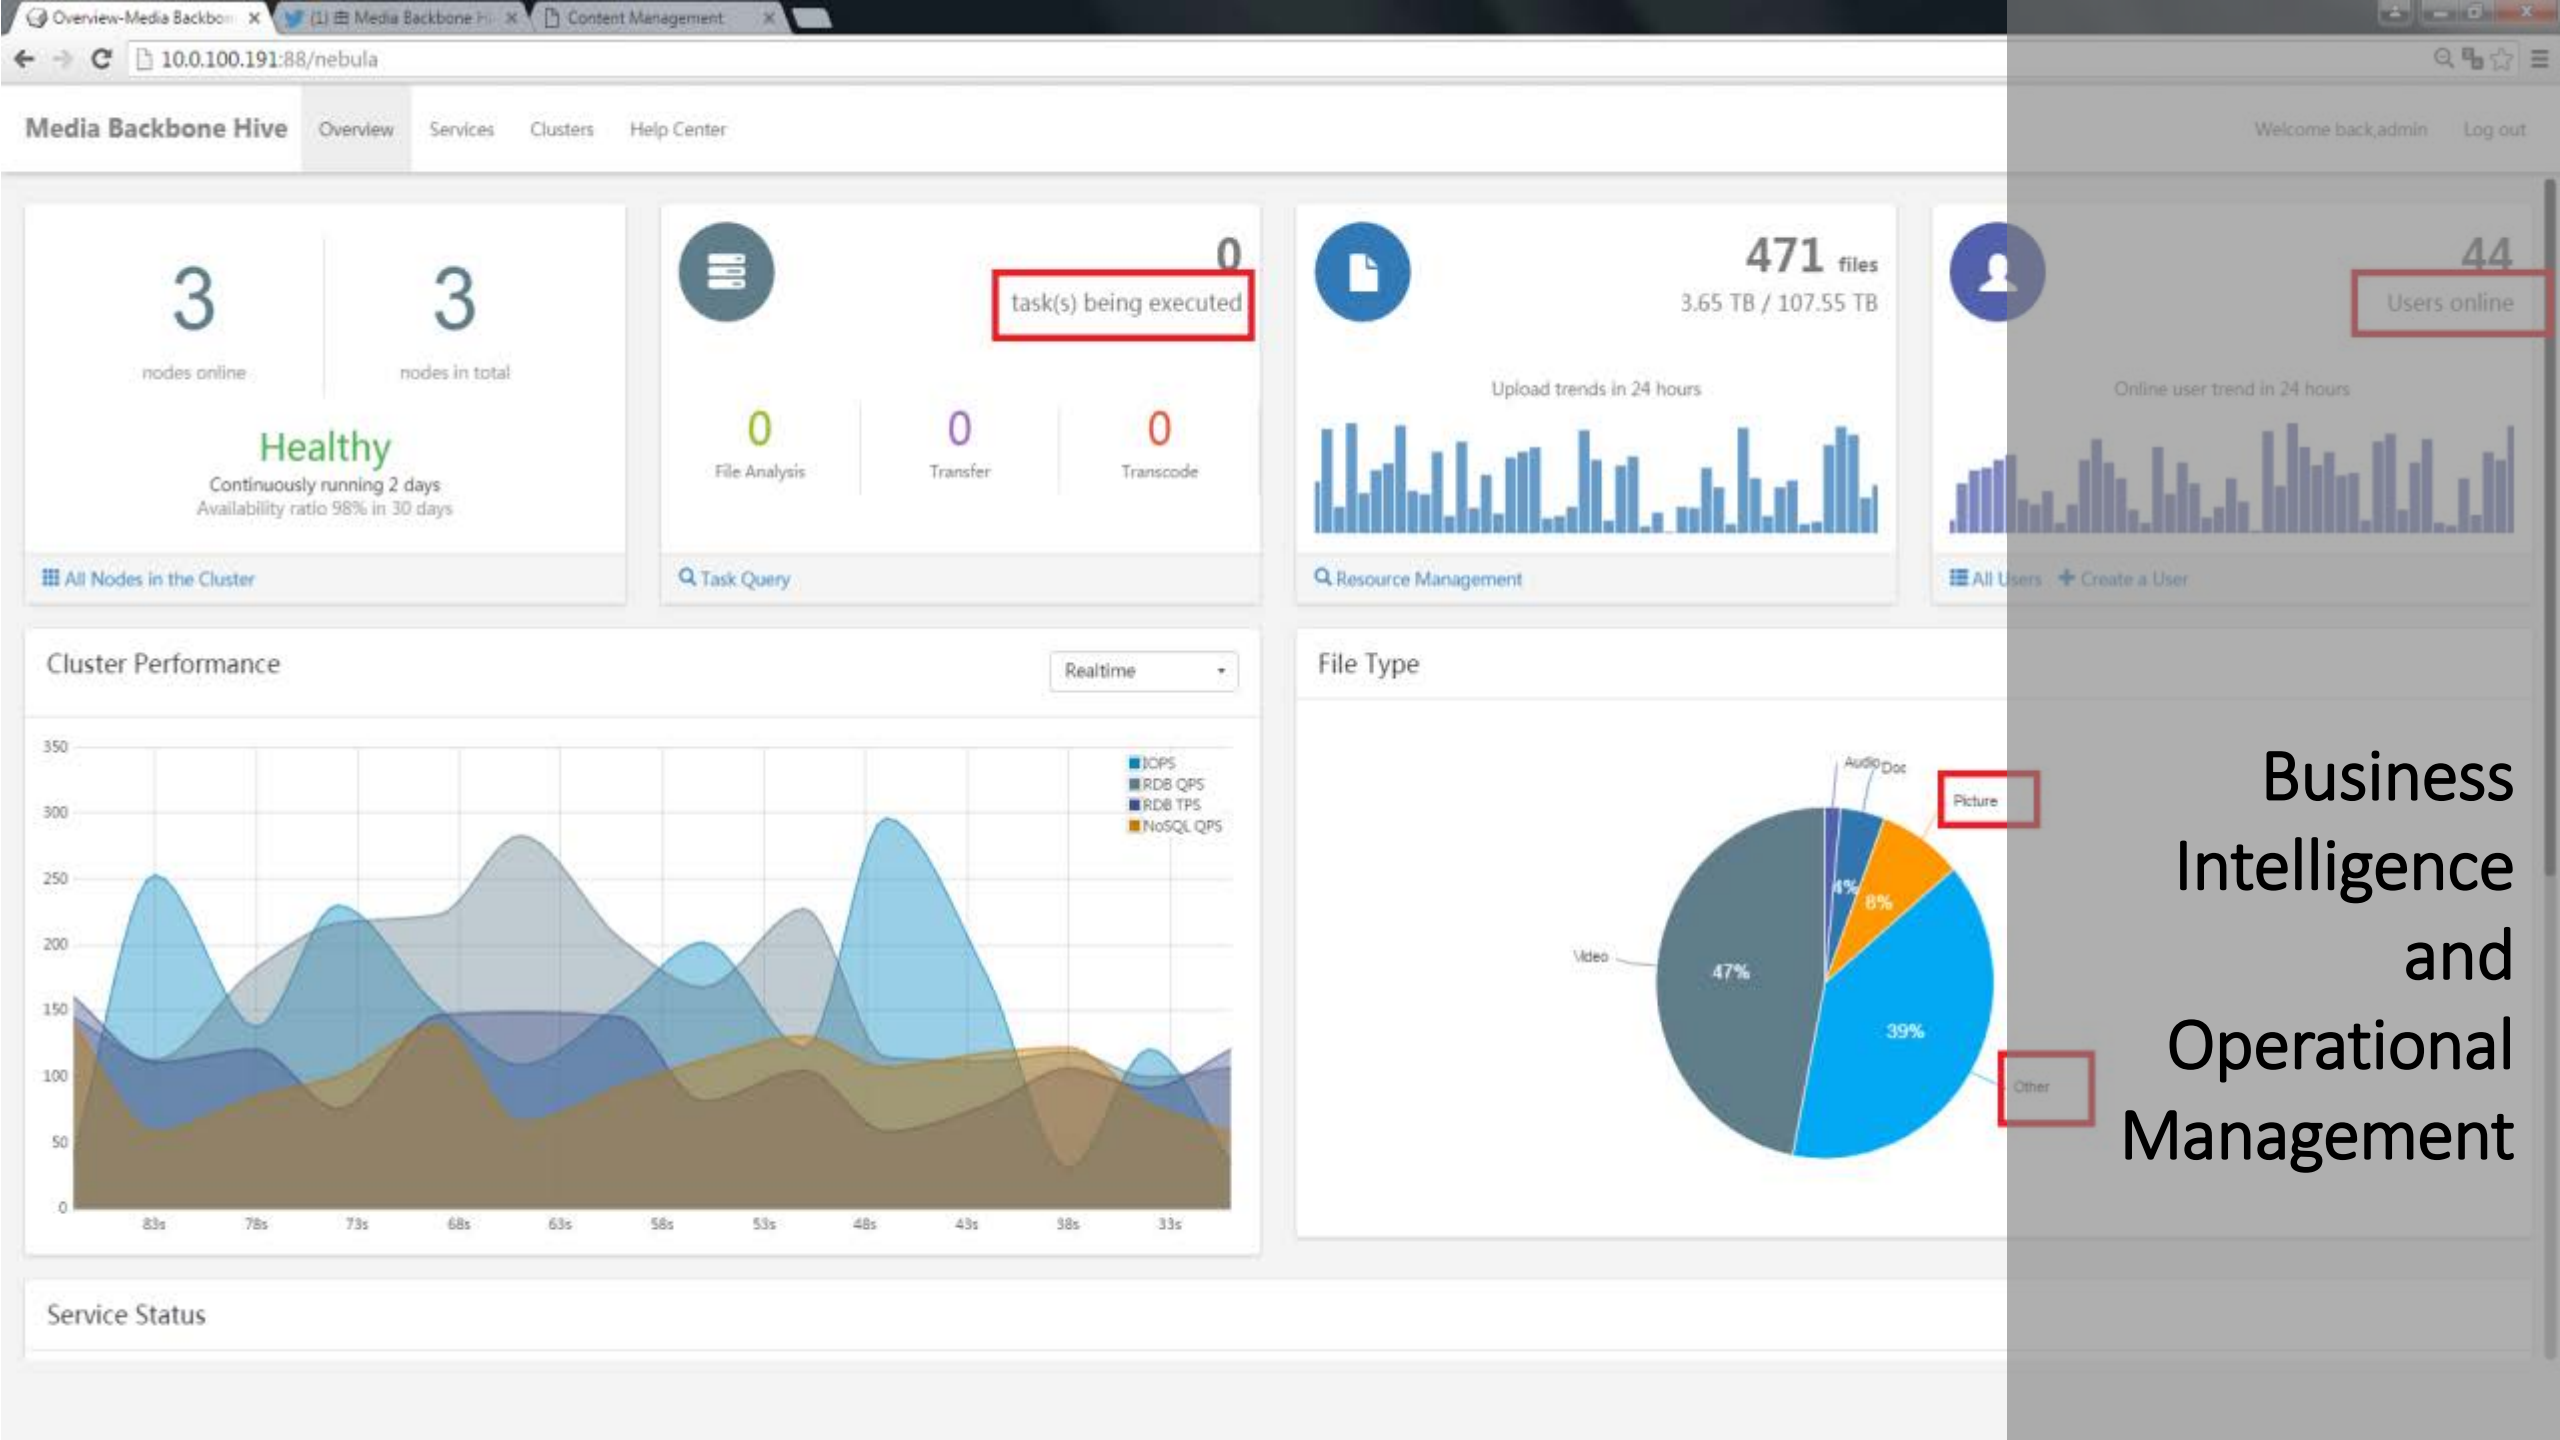 Overview-Media Backbon
(1) 由 Media Backbone Hi
Content Management
10.0.100.191:88/nebula
Media Backbone Hive
Overview
Services
Clusters
Help Center
Welcome back,admin
Log out
3
nodes online
3
nodes in total
Healthy
Continuously running 2 days
Availability ratio 98% in 30 days
All Nodes in the Cluster
0
task(s) being executed
0
File Analysis
0
Transfer
0
Transcode
Task Query
471 files
3.65 TB / 107.55 TB
Upload trends in 24 hours
Resource Management
44
Users online
Online user trend in 24 hours
All Users
Create a User
Cluster Performance
Realtime
350
300
250
200
150
100
50
0
IOPS
RDB QPS
RDB TPS
NoSQL QPS
83s
78s
73s
68s
63s
58s
53s
48s
43s
38s
33s
File Type
Audio
Doc
Picture
4%
8%
Video
47%
39%
Other
Business
Intelligence
and
Operational
Management
Service Status